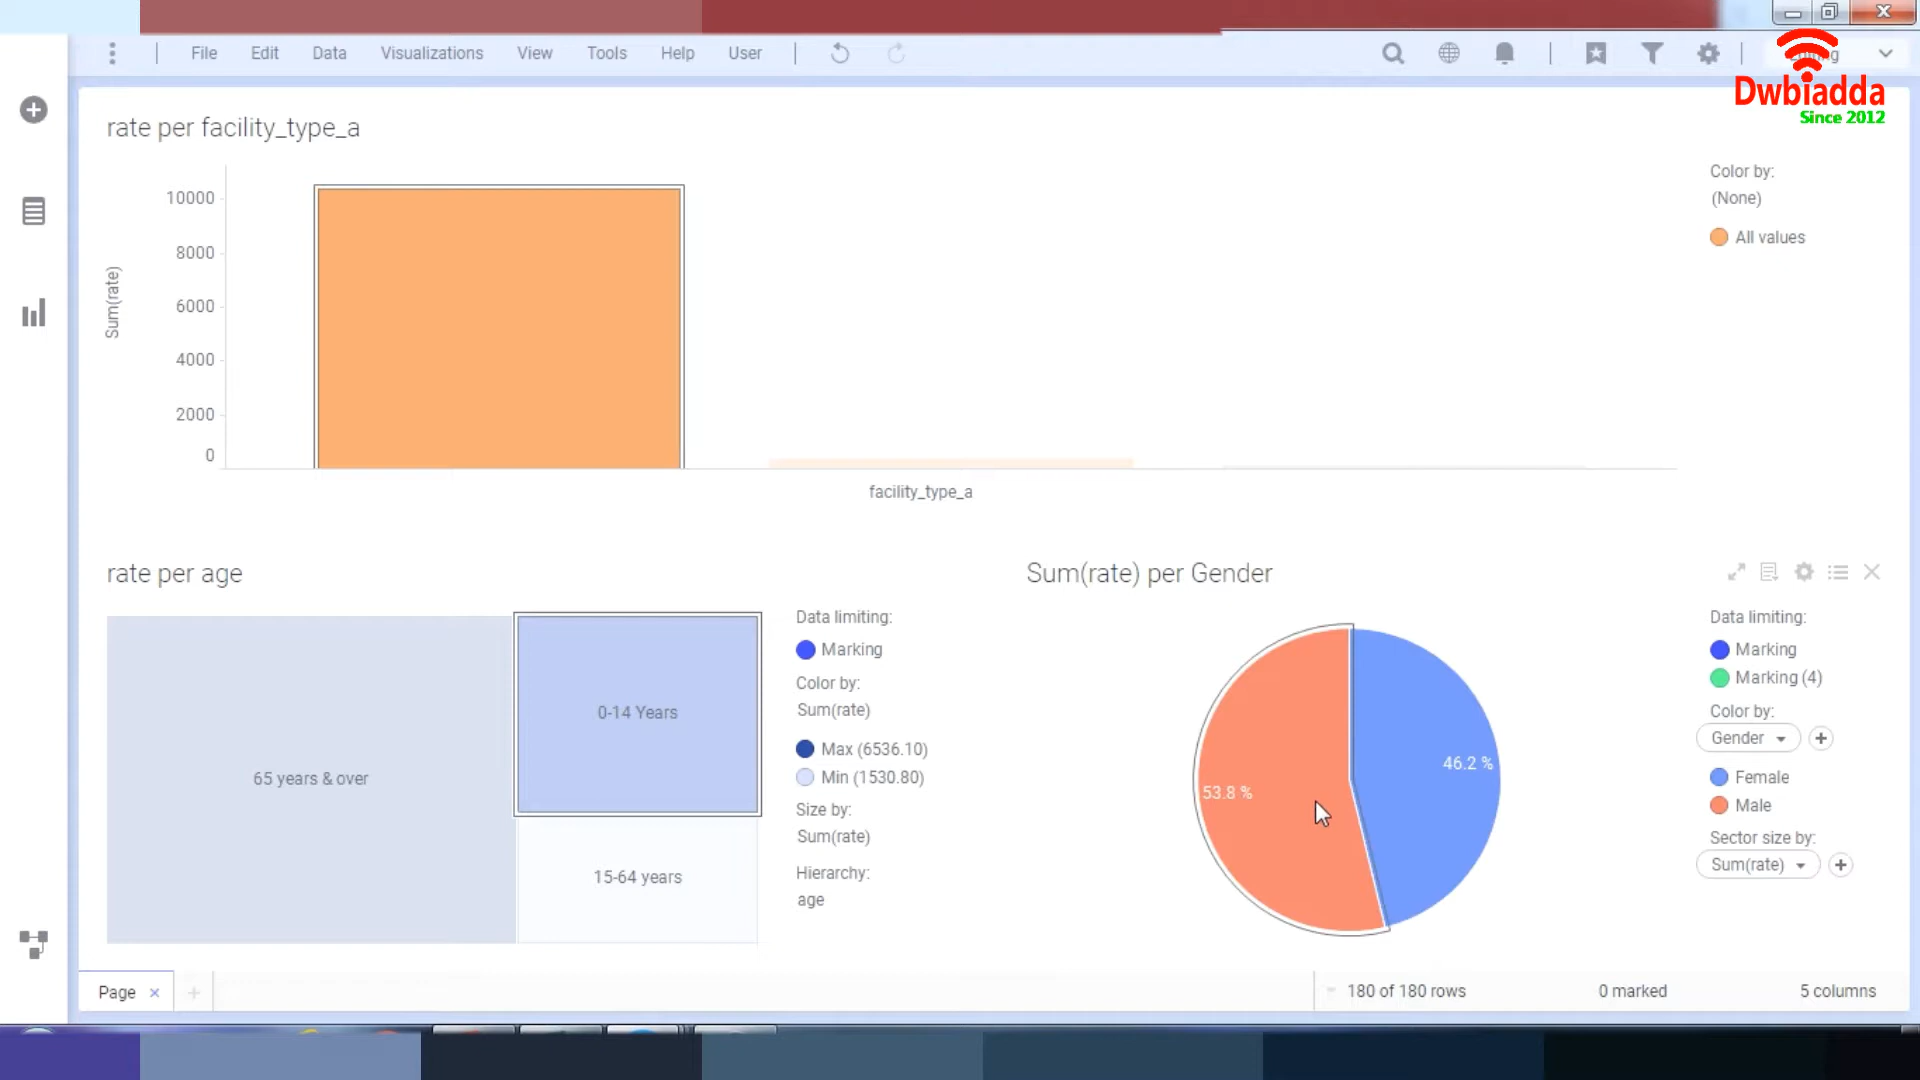 File Edit Data Visualizations View Tools Help User
Dwbiadda
Since 2012
rate per facility_type_a
10000
8000
6000
4000
2000
0
Sum(rate)
facility_type_a
Color by:
(None)
All values
rate per age
65 years & over
0-14 Years
15-64 years
Data limiting:
Marking
Color by:
Sum(rate)
Max (6536.10)
Min (1530.80)
Size by:
Sum(rate)
Hierarchy:
age
Sum(rate) per Gender
53.8 %
46.2 %
Data limiting:
Marking
Marking (4)
Color by:
Gender
Female
Male
Sector size by:
Sum(rate)
Page
180 of 180 rows
0 marked
5 columns